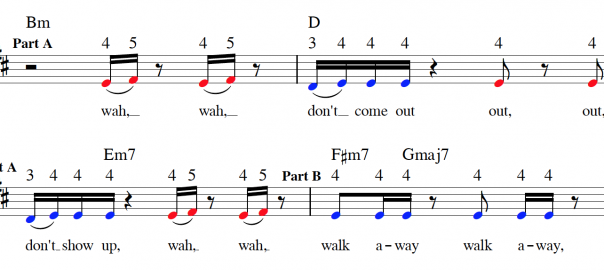 Bm D
Part A 4 5 4 5 3 4 4 4 4 4
wah,_ wah,_ don't_ come out out, out,
Em7 F♯m7 Gmaj7
t A 3 4 4 4 4 5 4 5 Part B 4 4 4 4 4 4
don't_ show up, wah,_ wah,_ walk a-way walk a-way,